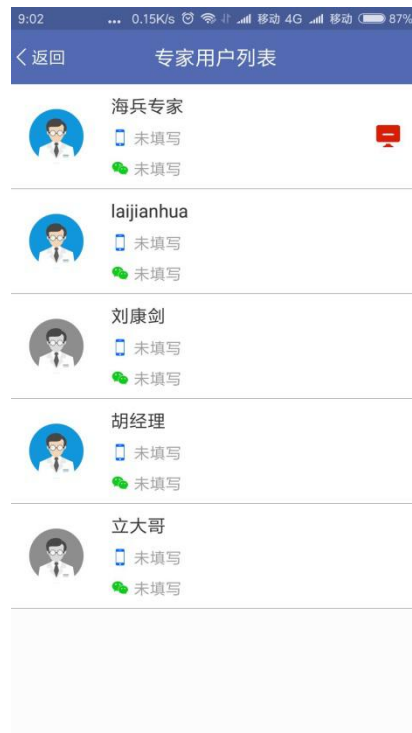 9:02 ... 0.15K/s 移动 4G 移动 87%
返回 专家用户列表
海兵专家
未填写
未填写
laijianhua
未填写
未填写
刘康剑
未填写
未填写
胡经理
未填写
未填写
立大哥
未填写
未填写